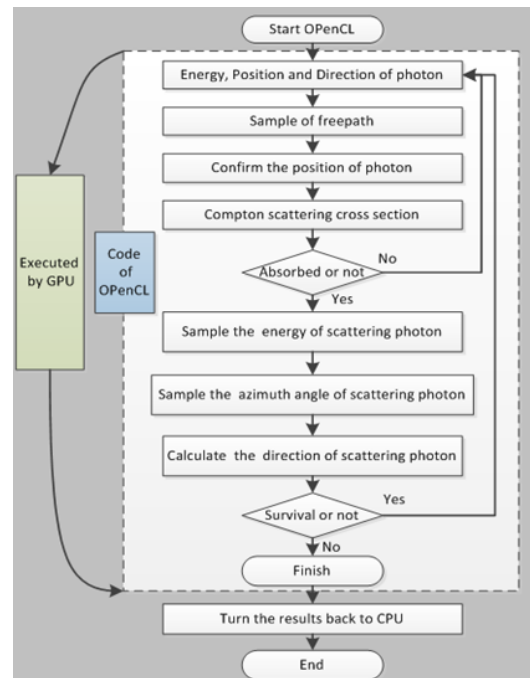 Start OPenCL
Energy, Position and Direction of photon
Sample of freepath
Confirm the position of photon
Compton scattering cross section
Executed
by GPU
Code
of
OPenCL
Absorbed or not
No
Yes
Sample the energy of scattering photon
Sample the azimuth angle of scattering photon
Calculate the direction of scattering photon
Survival or not
Yes
No
Finish
Turn the results back to CPU
End